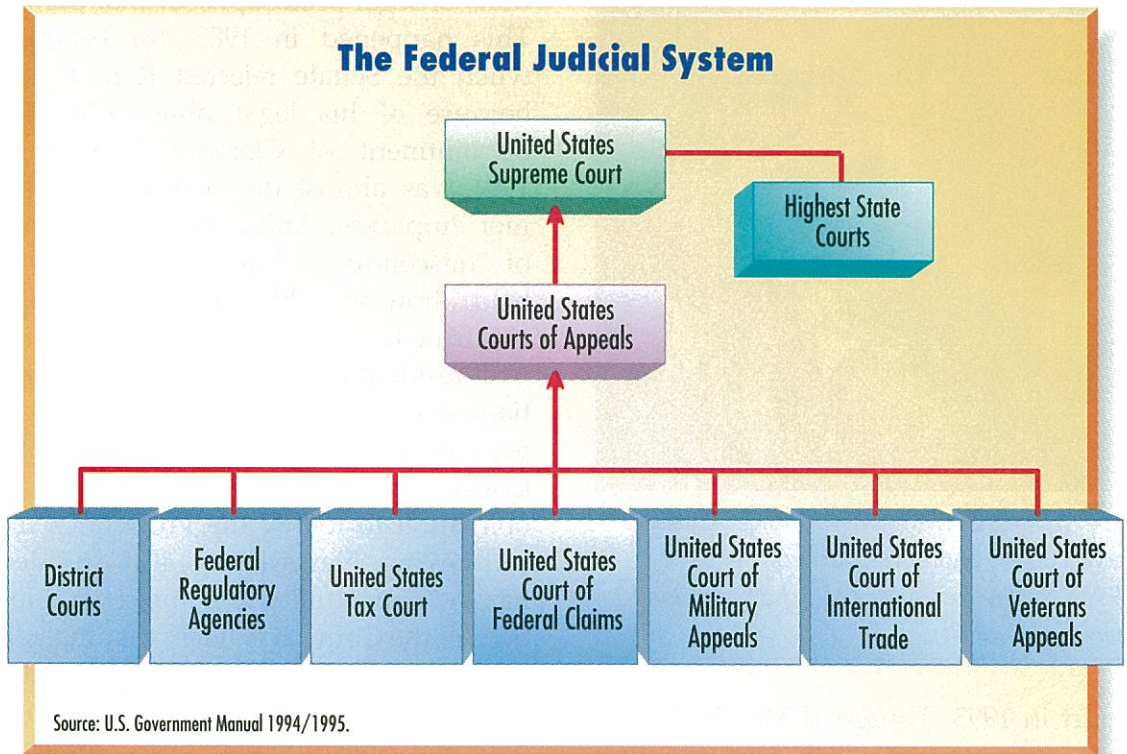 The Federal Judicial System
United States
Supreme Court
Highest State
Courts
United States
Courts of Appeals
District
Courts
Federal
Regulatory
Agencies
United States
Tax Court
United States
Court of
Federal Claims
United States
Court of
Military
Appeals
United States
Court of
International
Trade
United States
Court of
Veterans
Appeals
Source: U.S. Government Manual 1994/1995.